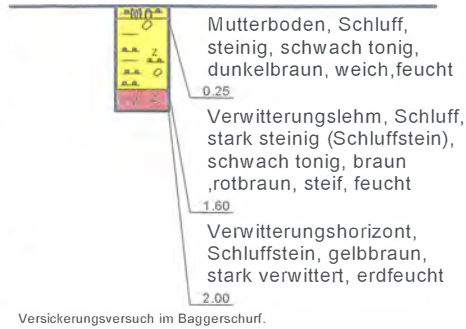 Mu
Mutterboden, Schluff,
steinig, schwach tonig,
dunkelbraun, weich,feucht
0.25
Z
Verwitterungslehm, Schluff,
stark steinig (Schluffstein),
schwach tonig, braun
,rotbraun, steif, feucht
1.60
Verwitterungshorizont,
Schluffstein, gelbbraun,
stark verwittert, erdfeucht
2.00
Versickerungsversuch im Baggerschurf.